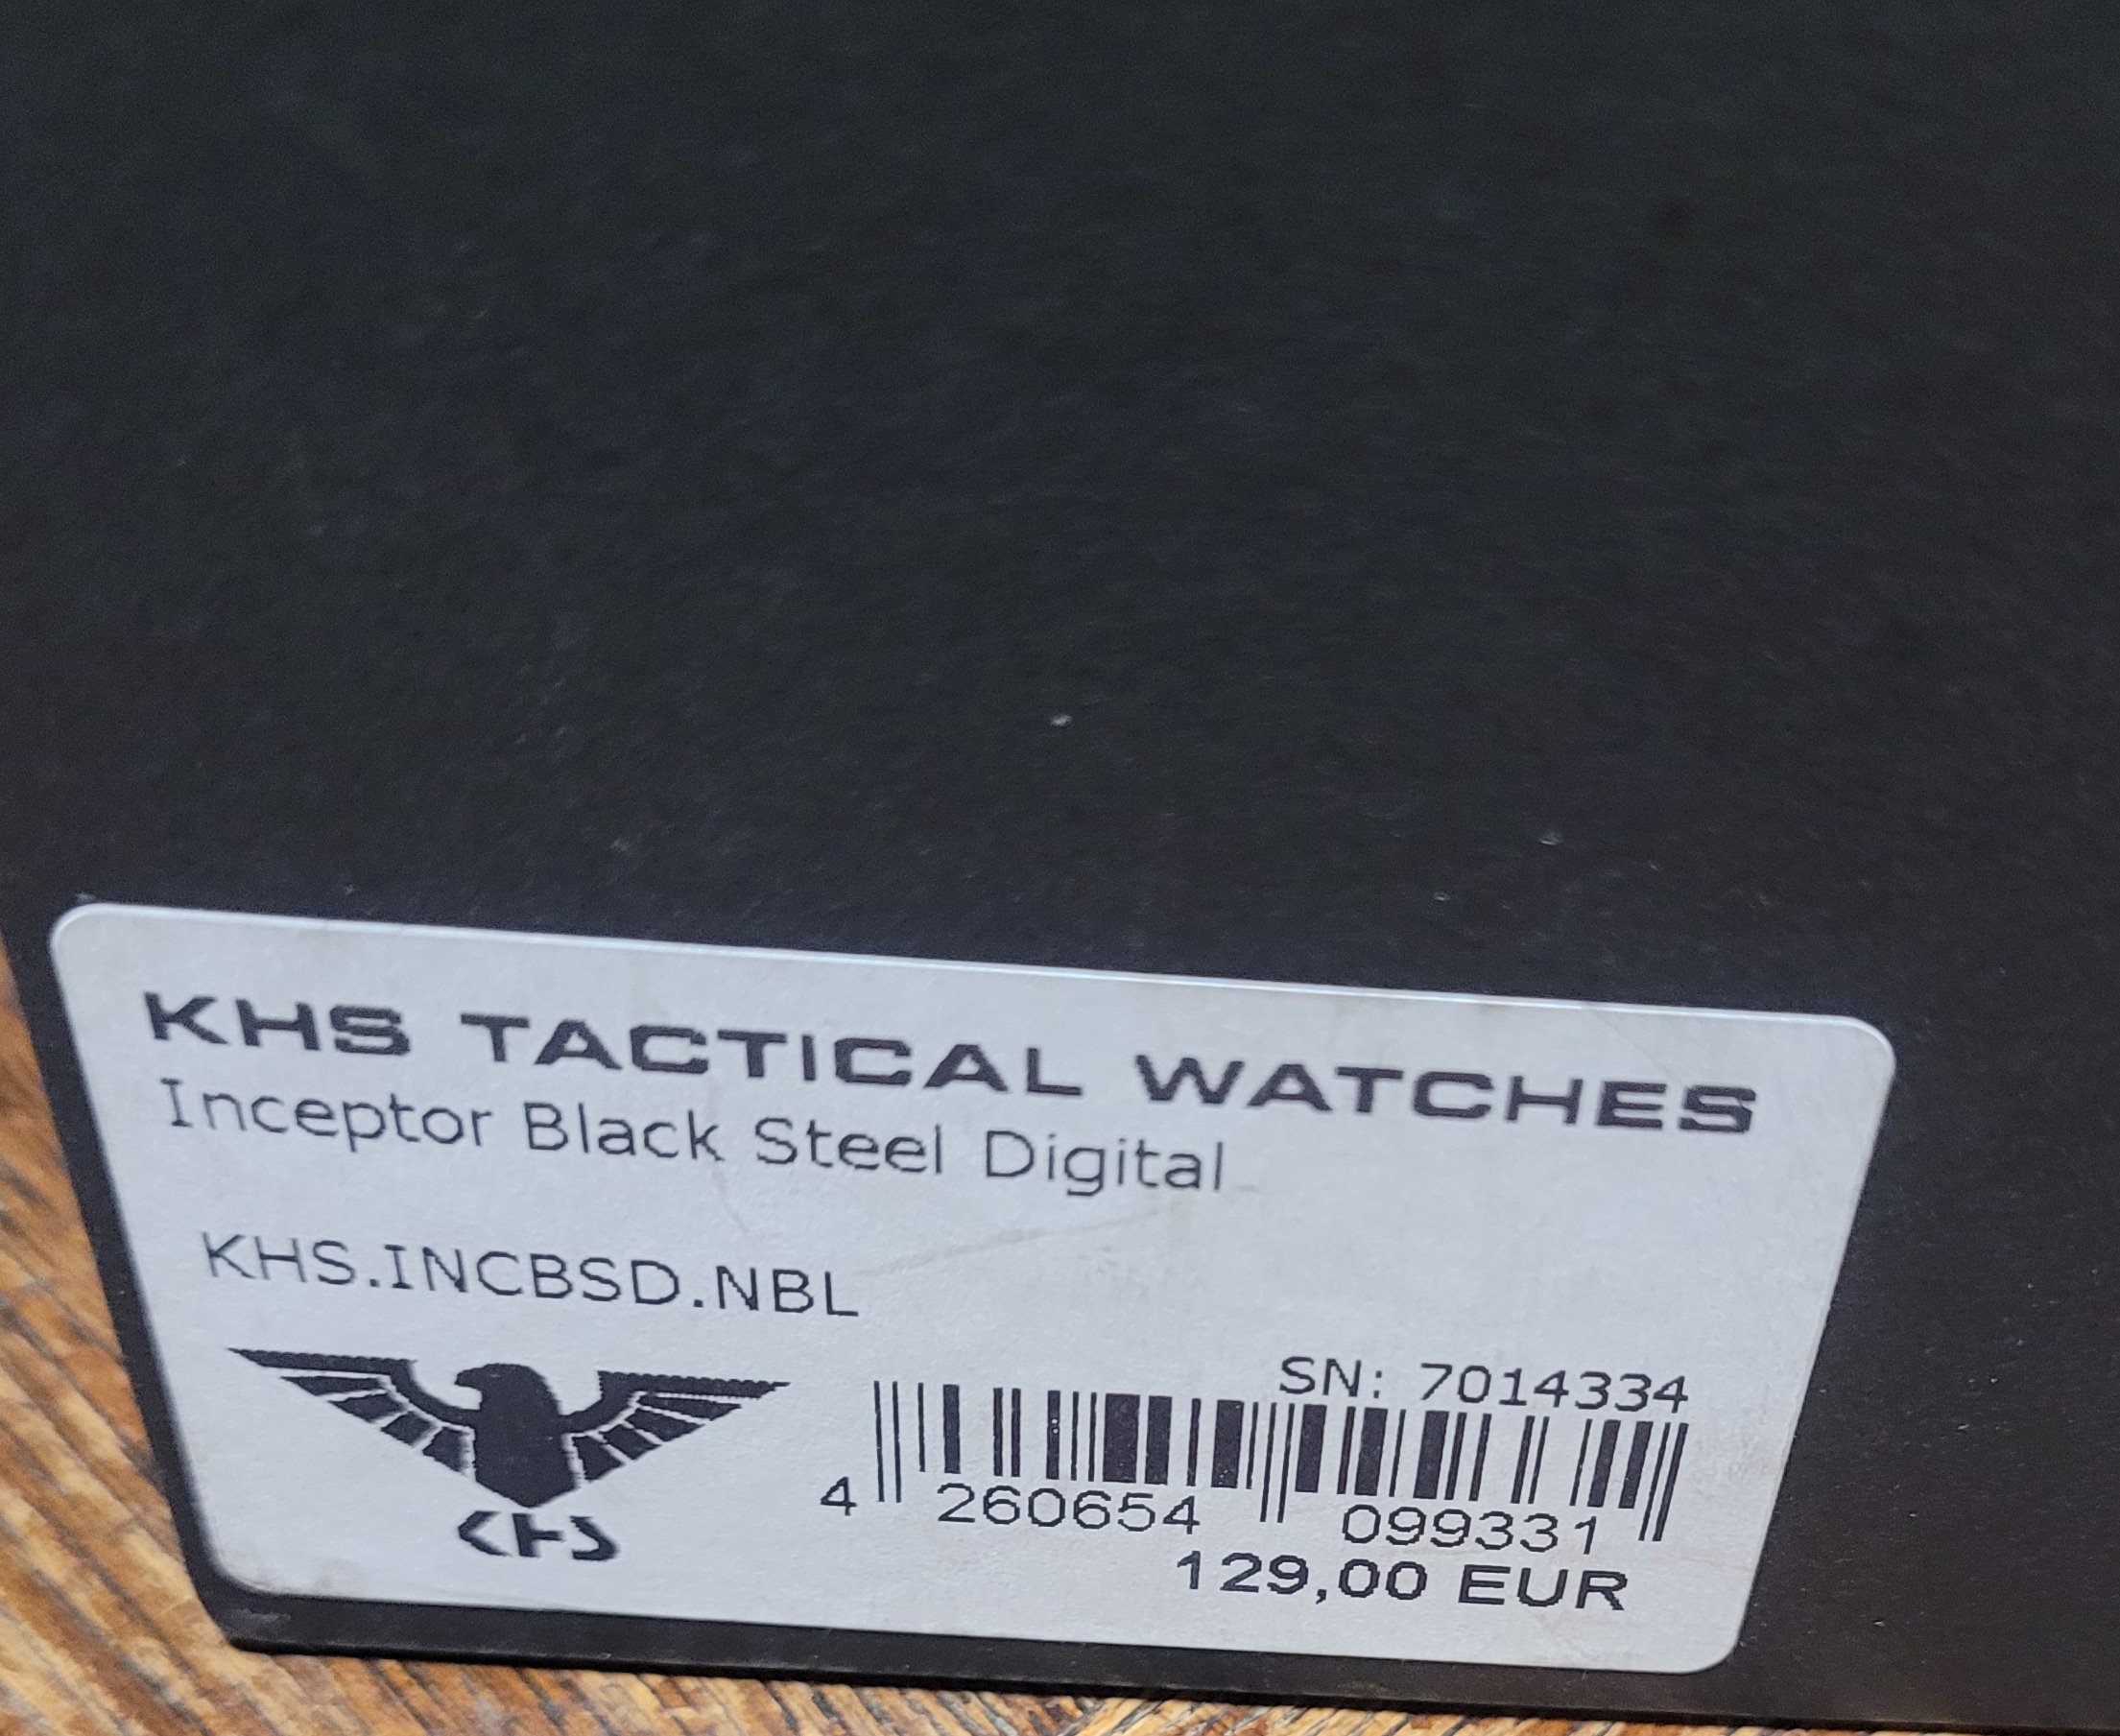 KHS TACTICAL WATCHES
Inceptor Black Steel Digital
KHS.INCBSD.NBL
SN: 7014334
4 260654 099331
KHS
129,00 EUR